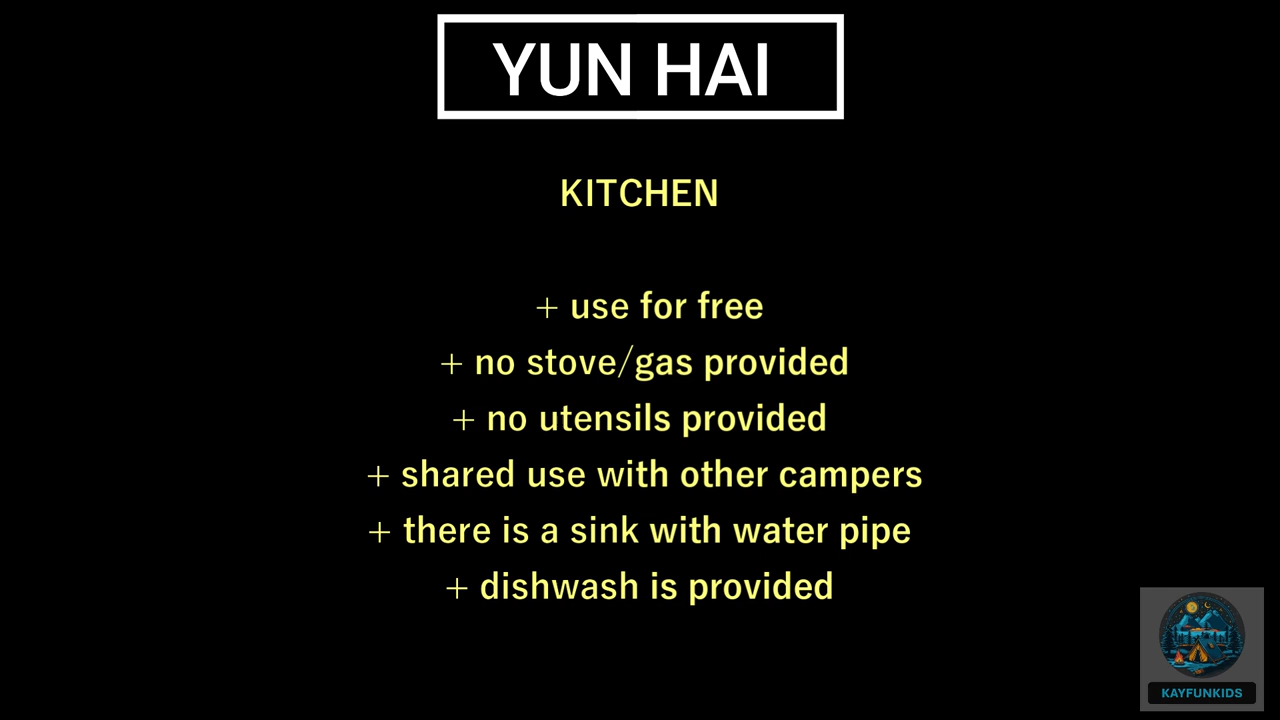 YUN HAI
KITCHEN
+ use for free
+ no stove/gas provided
+ no utensils provided
+ shared use with other campers
+ there is a sink with water pipe
+ dishwash is provided
KAYFUNKIDS